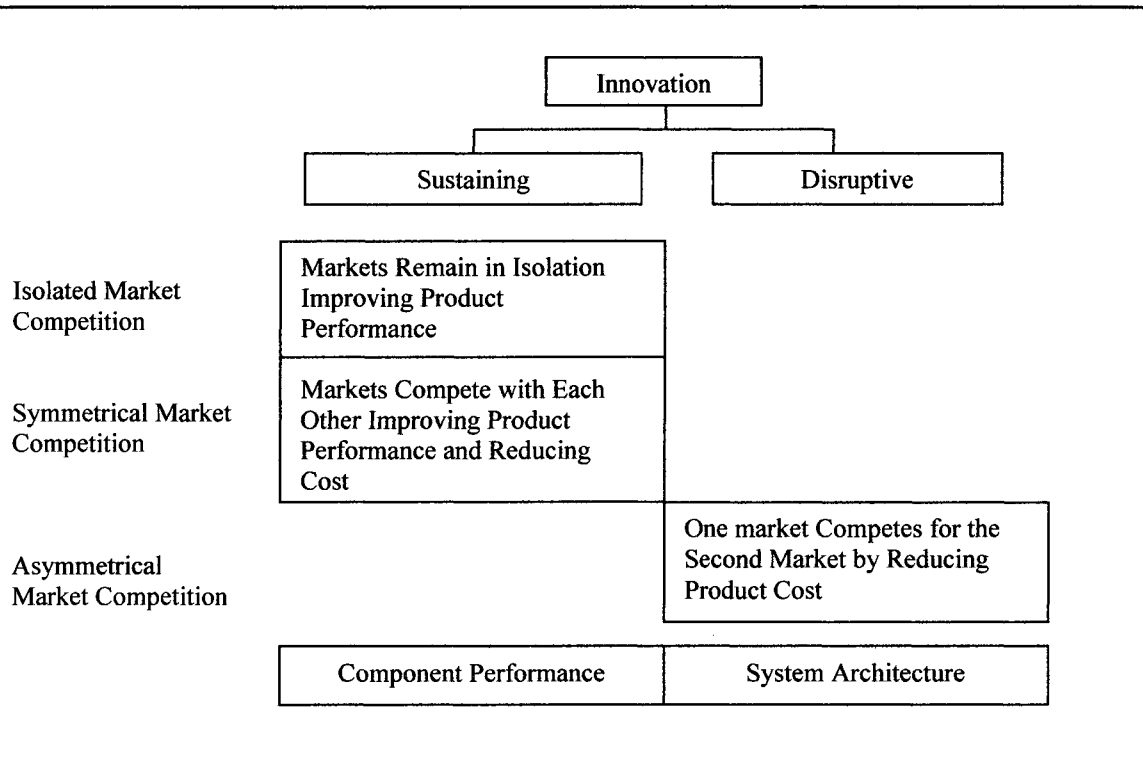 Innovation
Sustaining
Disruptive
Isolated Market
Competition
Markets Remain in Isolation
Improving Product
Performance
Symmetrical Market
Competition
Markets Compete with Each
Other Improving Product
Performance and Reducing
Cost
Asymmetrical
Market Competition
One market Competes for the
Second Market by Reducing
Product Cost
Component Performance
System Architecture